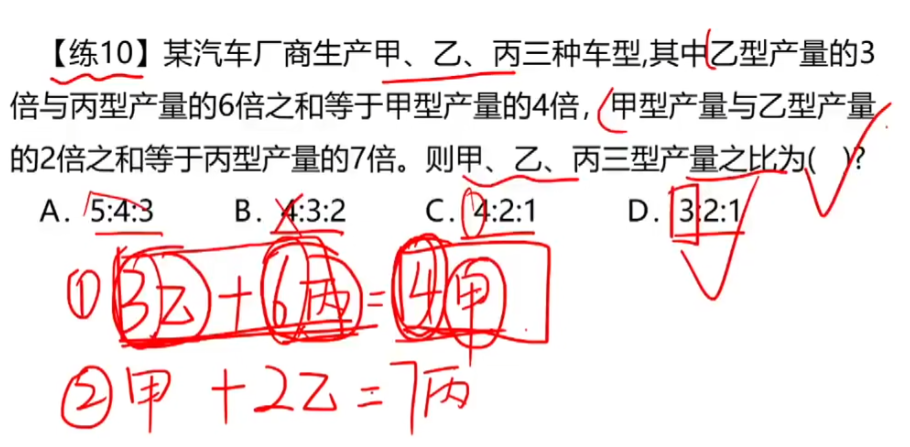 【练10】某汽车厂商生产甲、乙、丙三种车型,其中乙型产量的3
倍与丙型产量的6倍之和等于甲型产量的4倍，甲型产量与乙型产量
的2倍之和等于丙型产量的7倍。则甲、乙、丙三型产量之比为( )?
A. 5:4:3 B. 4:3:2 C. 4:2:1 D. 3:2:1
① 3乙+6丙=4甲
② 甲+2乙=7丙